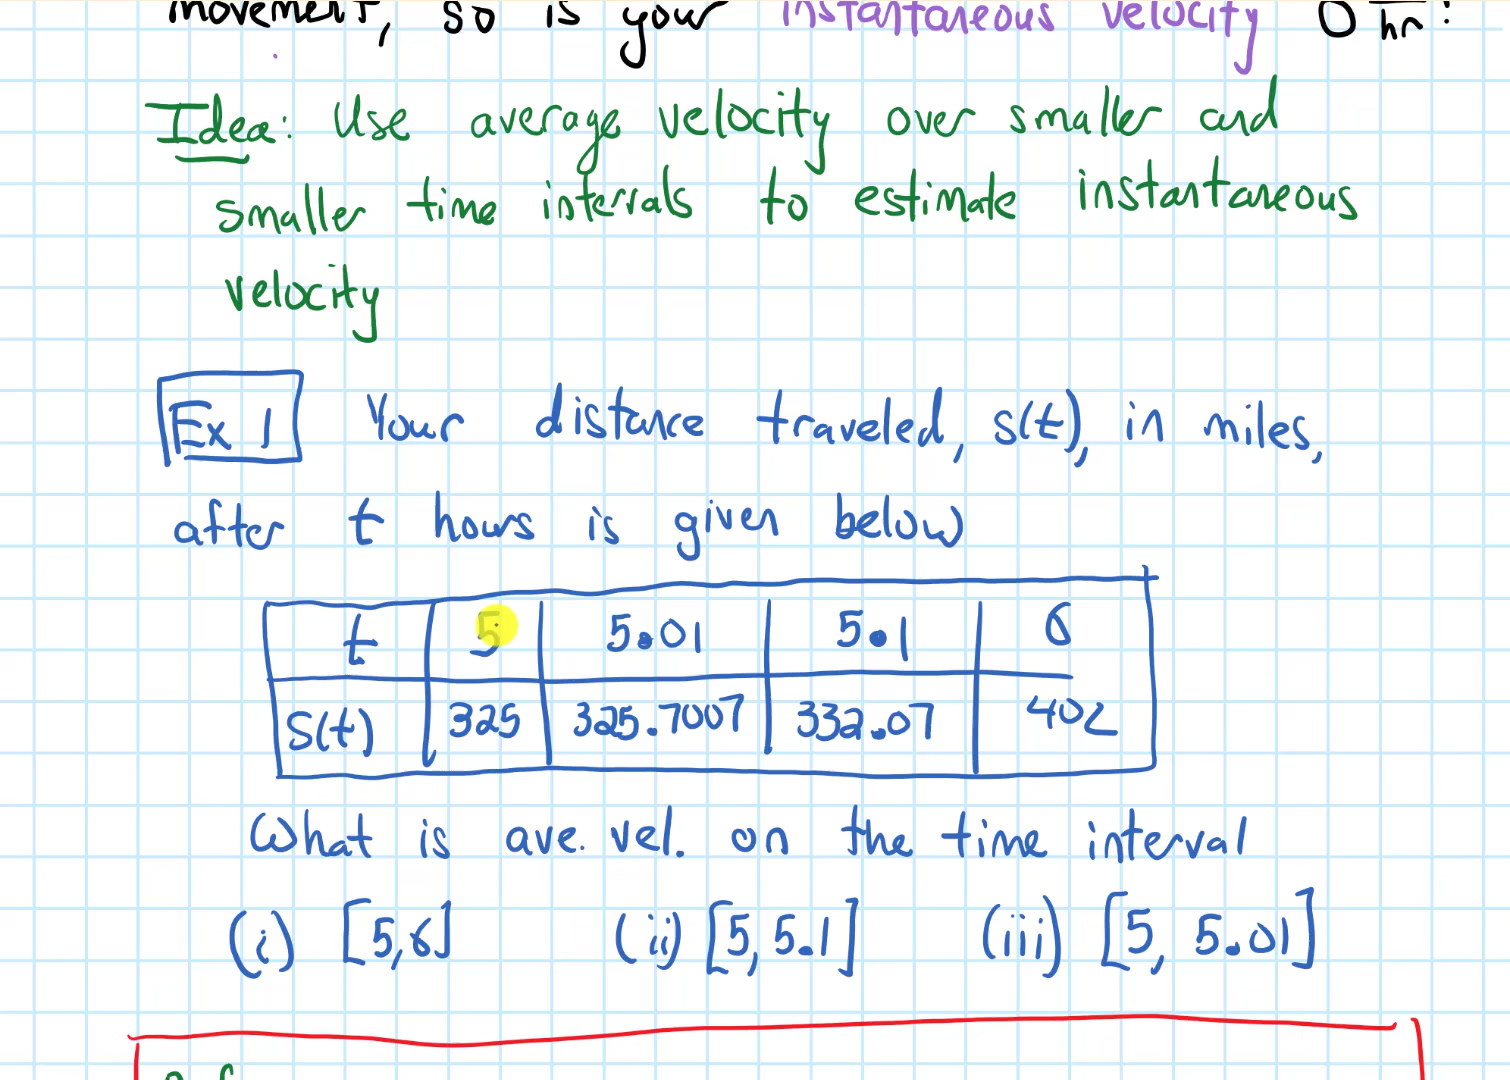 movement, so is your instantaneous velocity 0 hr!
Idea: Use average velocity over smaller and
smaller time intervals to estimate instantaneous
velocity
Ex 1 Your distance traveled, s(t), in miles,
after t hours is given below
t 5 5.01 5.1 6
S(t) 325 325.7007 332.07 402
What is ave. vel. on the time interval
(i) [5,6] (ii) [5, 5.1] (iii) [5, 5.01]